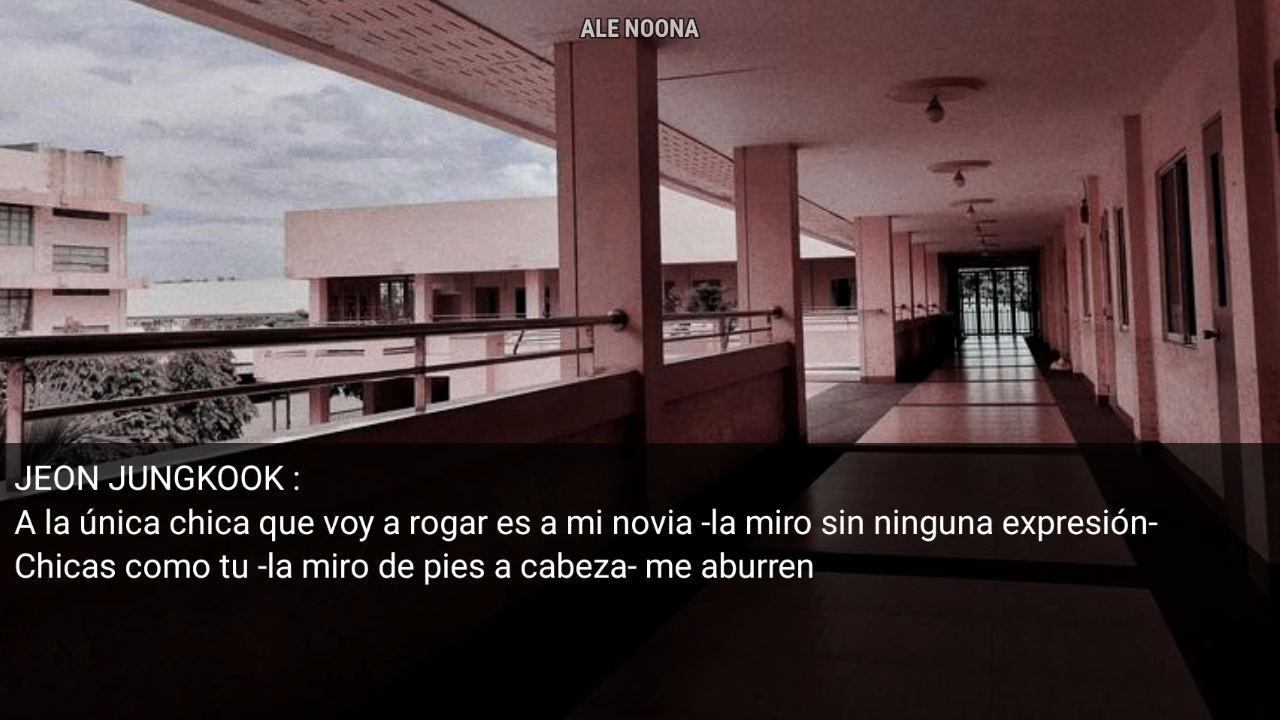 ALE NOONA
JEON JUNGKOOK :
A la única chica que voy a rogar es a mi novia -la miro sin ninguna expresión-
Chicas como tu -la miro de pies a cabeza- me aburren